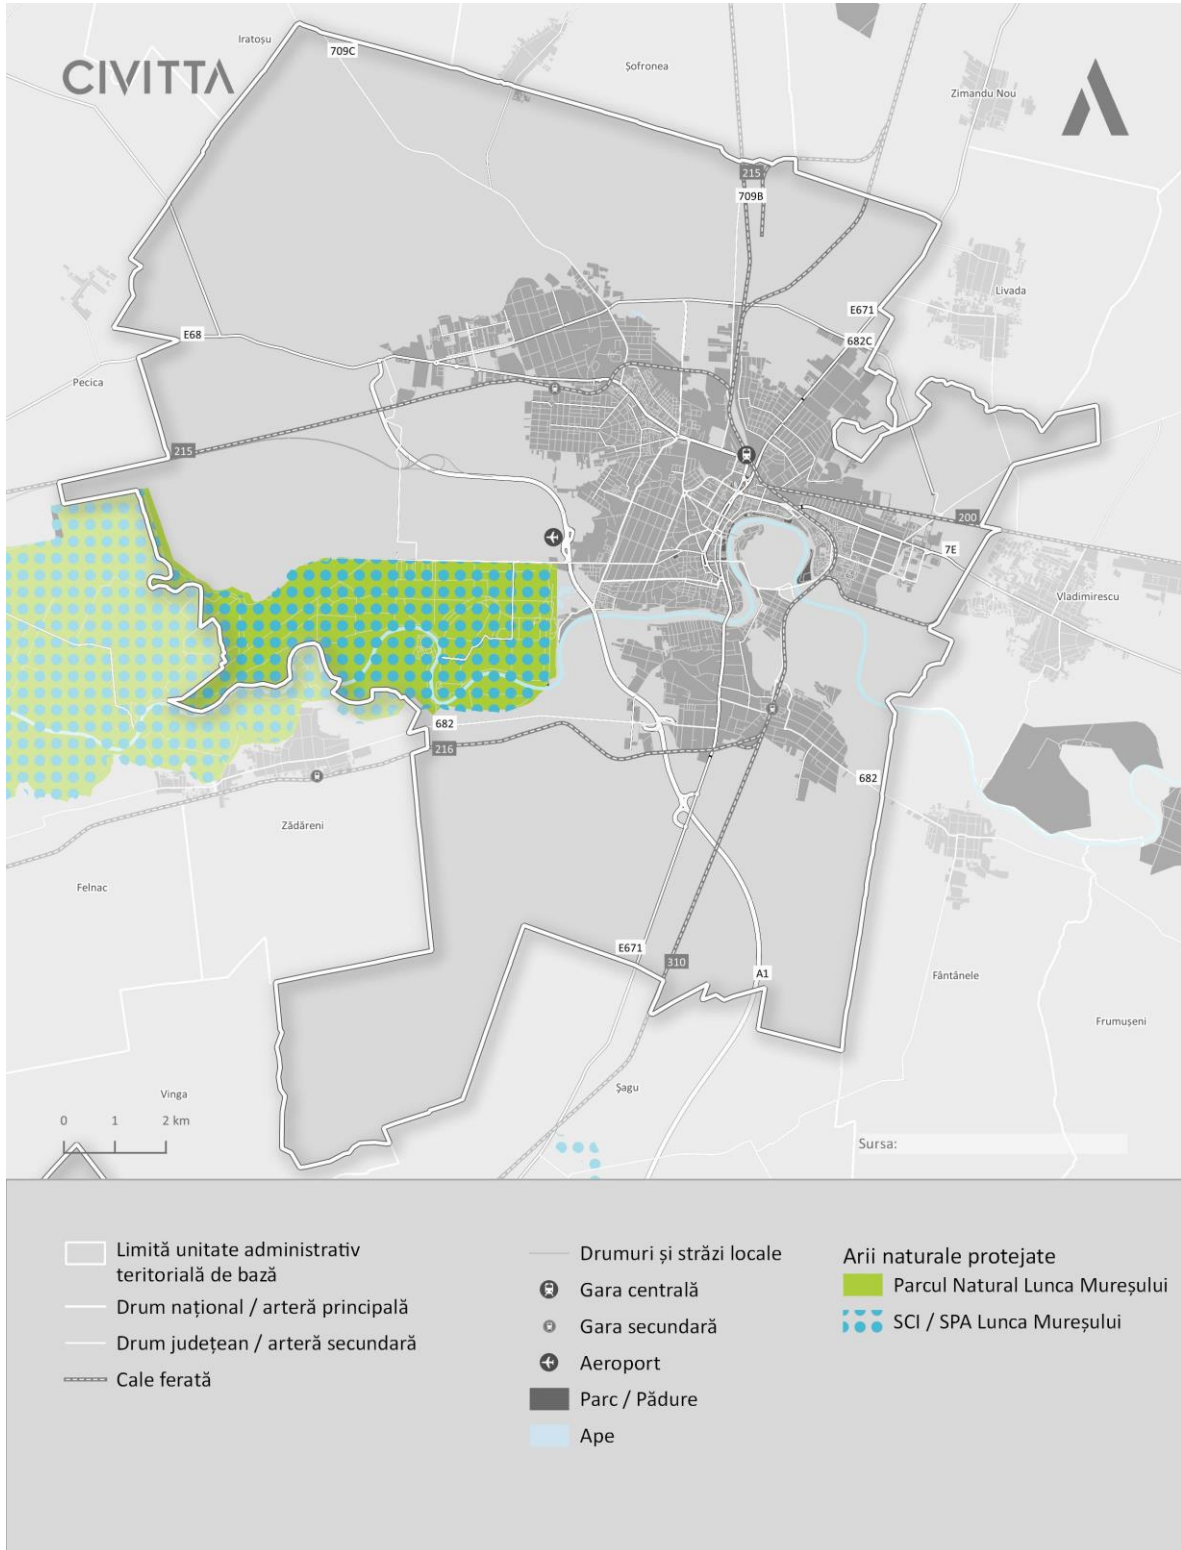 Iratoșu
709C
CIVITTA
Șofronea
Zimandu Nou
215
709B
Livada
E671
E68
682C
Pecica
215
200
7E
Vladimirescu
682
216
682
Zădăreni
Felnac
E671
310
A1
Fântânele
Frumușeni
Șagu
Vinga
0 1 2 km
Sursa:
Limită unitate administrativ
teritorială de bază
Drum național / arteră principală
Drum județean / arteră secundară
Cale ferată
Drumuri și străzi locale
Gara centrală
Gara secundară
Aeroport
Parc / Pădure
Ape
Arii naturale protejate
Parcul Natural Lunca Mureșului
SCI / SPA Lunca Mureșului